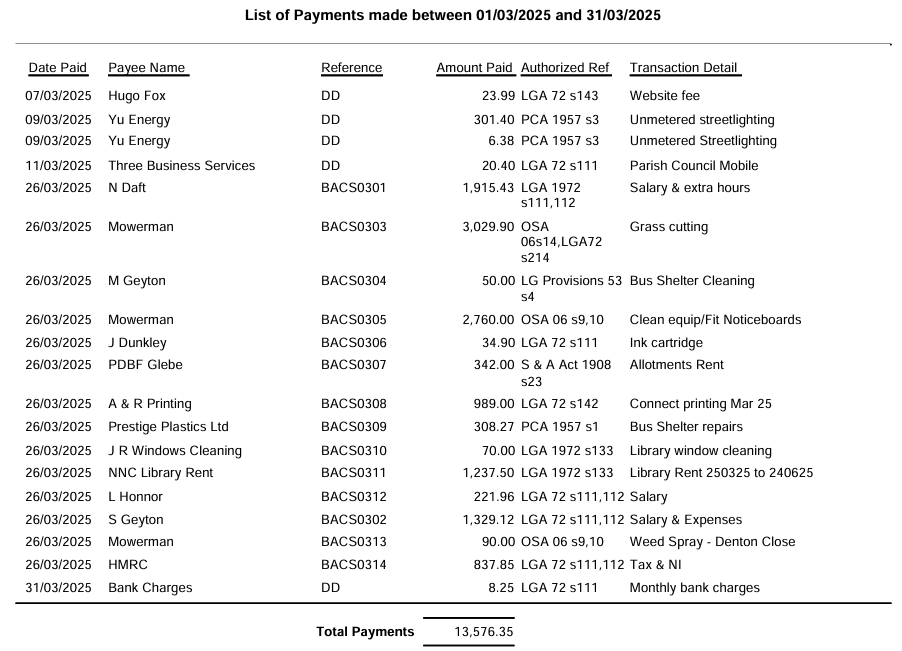 List of Payments made between 01/03/2025 and 31/03/2025
Date Paid Payee Name Reference Amount Paid Authorized Ref Transaction Detail
07/03/2025 Hugo Fox DD 23.99 LGA 72 s143 Website fee
09/03/2025 Yu Energy DD 301.40 PCA 1957 s3 Unmetered streetlighting
09/03/2025 Yu Energy DD 6.38 PCA 1957 s3 Unmetered Streetlighting
11/03/2025 Three Business Services DD 20.40 LGA 72 s111 Parish Council Mobile
26/03/2025 N Daft BACS0301 1,915.43 LGA 1972 Salary & extra hours
s111,112
26/03/2025 Mowerman BACS0303 3,029.90 OSA Grass cutting
06s14,LGA72
s214
26/03/2025 M Geyton BACS0304 50.00 LG Provisions 53 Bus Shelter Cleaning
s4
26/03/2025 Mowerman BACS0305 2,760.00 OSA 06 s9,10 Clean equip/Fit Noticeboards
26/03/2025 J Dunkley BACS0306 34.90 LGA 72 s111 Ink cartridge
26/03/2025 PDBF Glebe BACS0307 342.00 S & A Act 1908 Allotments Rent
s23
26/03/2025 A & R Printing BACS0308 989.00 LGA 72 s142 Connect printing Mar 25
26/03/2025 Prestige Plastics Ltd BACS0309 308.27 PCA 1957 s1 Bus Shelter repairs
26/03/2025 J R Windows Cleaning BACS0310 70.00 LGA 1972 s133 Library window cleaning
26/03/2025 NNC Library Rent BACS0311 1,237.50 LGA 1972 s133 Library Rent 250325 to 240625
26/03/2025 L Honnor BACS0312 221.96 LGA 72 s111,112 Salary
26/03/2025 S Geyton BACS0302 1,329.12 LGA 72 s111,112 Salary & Expenses
26/03/2025 Mowerman BACS0313 90.00 OSA 06 s9,10 Weed Spray - Denton Close
26/03/2025 HMRC BACS0314 837.85 LGA 72 s111,112 Tax & NI
31/03/2025 Bank Charges DD 8.25 LGA 72 s111 Monthly bank charges
Total Payments 13,576.35